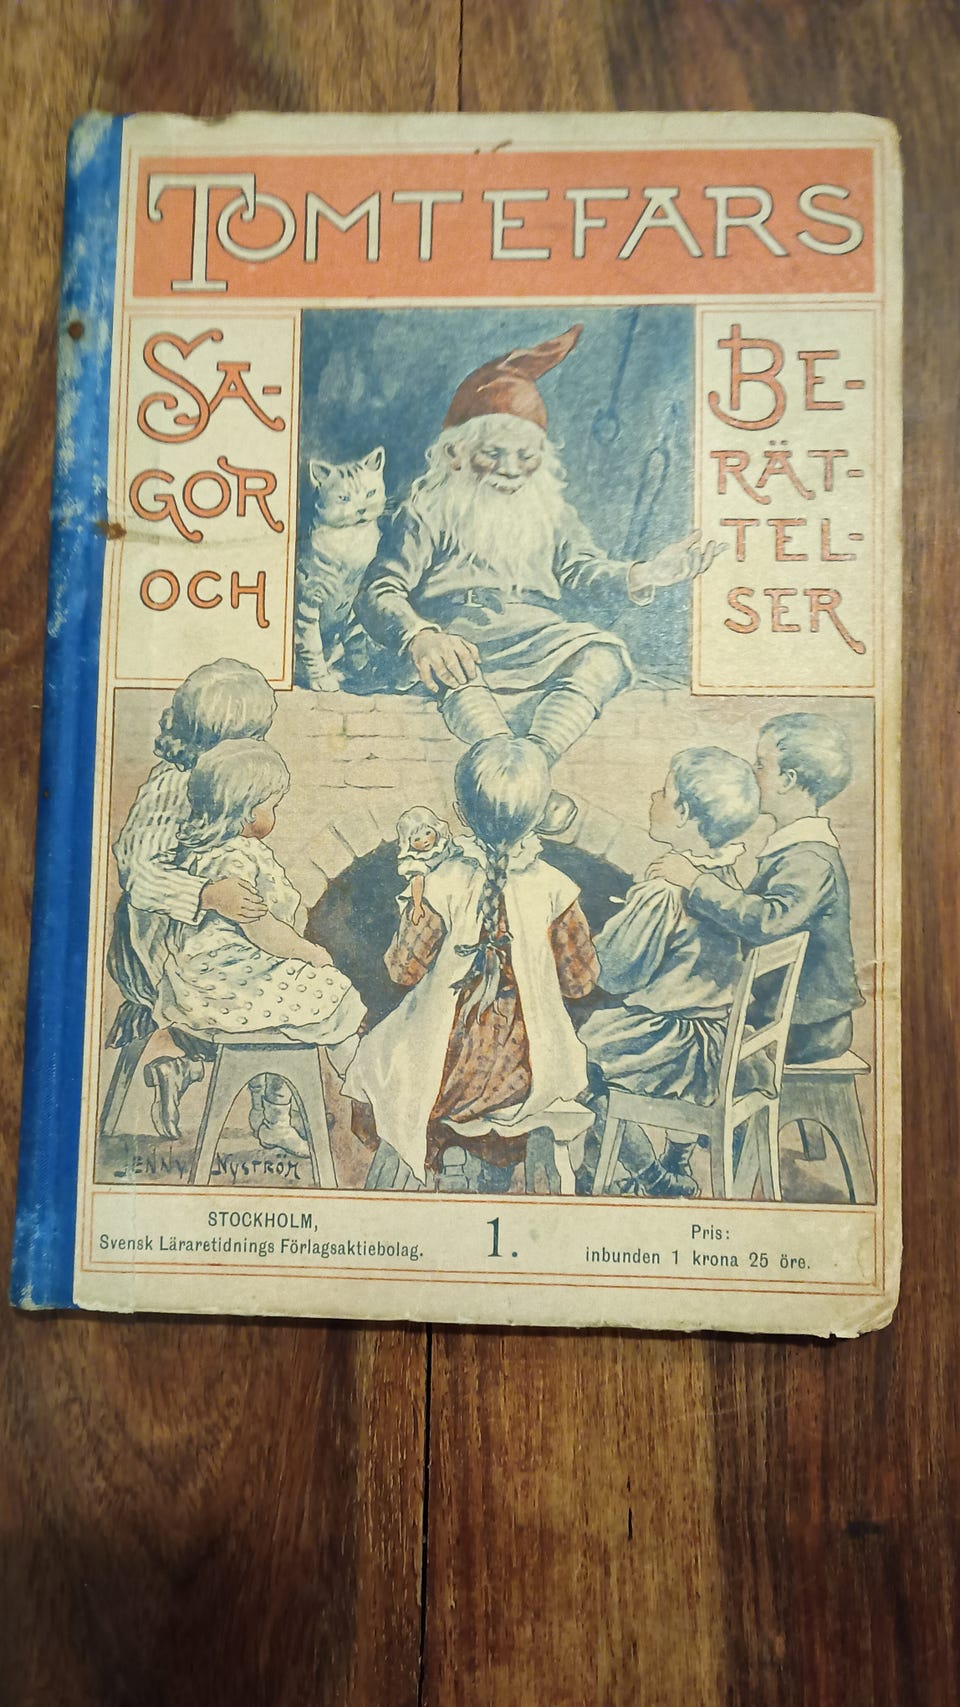 TOMTEFARS
SA-
GOR
OCH
BE-
RÄT-
TEL-
SER
JENNY NYSTRÖM
STOCKHOLM,
Svensk Läraretidnings Förlagsaktiebolag.
1.
Pris:
inbunden 1 krona 25 öre.